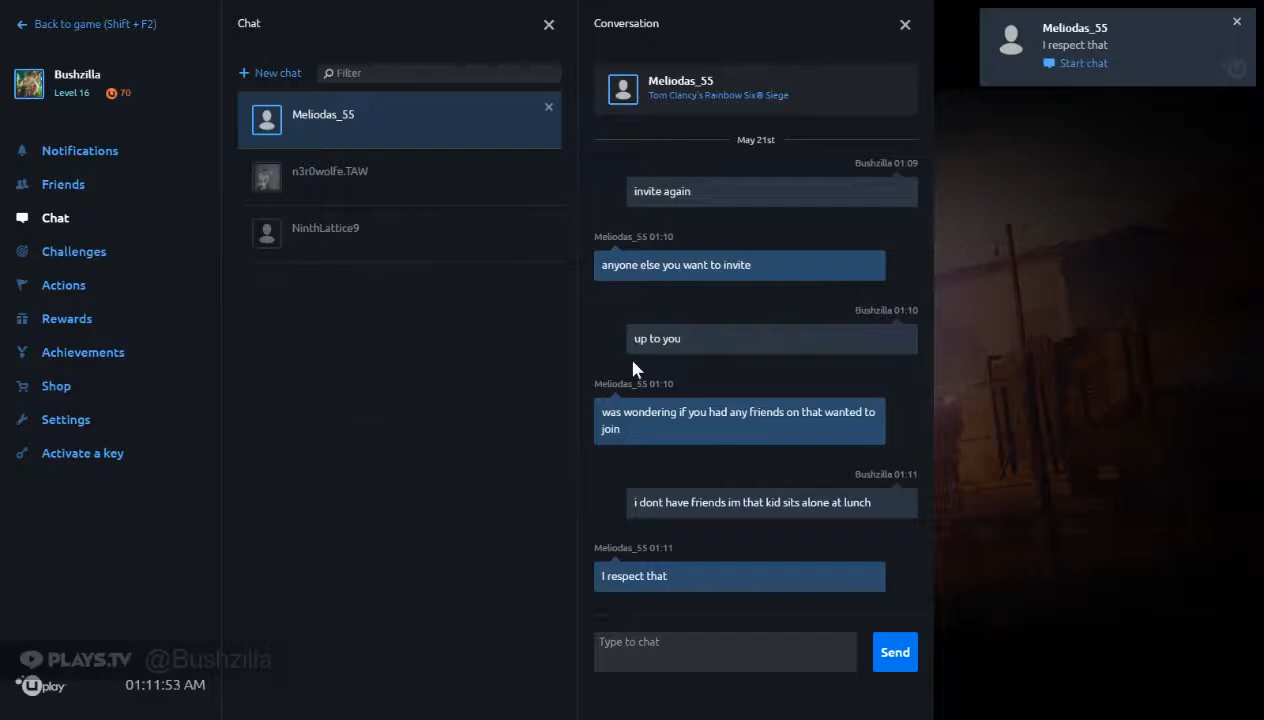 Back to game (Shift + F2)
Bushzilla
Level 16
70
Notifications
Friends
Chat
Challenges
Actions
Rewards
Achievements
Shop
Settings
Activate a key
PLAYS.TV @Bushzilla
uplay
01:11:53 AM
Chat
New chat
Filter
Meliodas_55
n3r0wolfe.TAW
NinthLattice9
Conversation
Meliodas_55
Tom Clancy's Rainbow Six® Siege
May 21st
Bushzilla 01:09
invite again
Meliodas_55 01:10
anyone else you want to invite
Bushzilla 01:10
up to you
Meliodas_55 01:10
was wondering if you had any friends on that wanted to
join
Bushzilla 01:11
i dont have friends im that kid sits alone at lunch
Meliodas_55 01:11
I respect that
Type to chat
Send
Meliodas_55
I respect that
Start chat